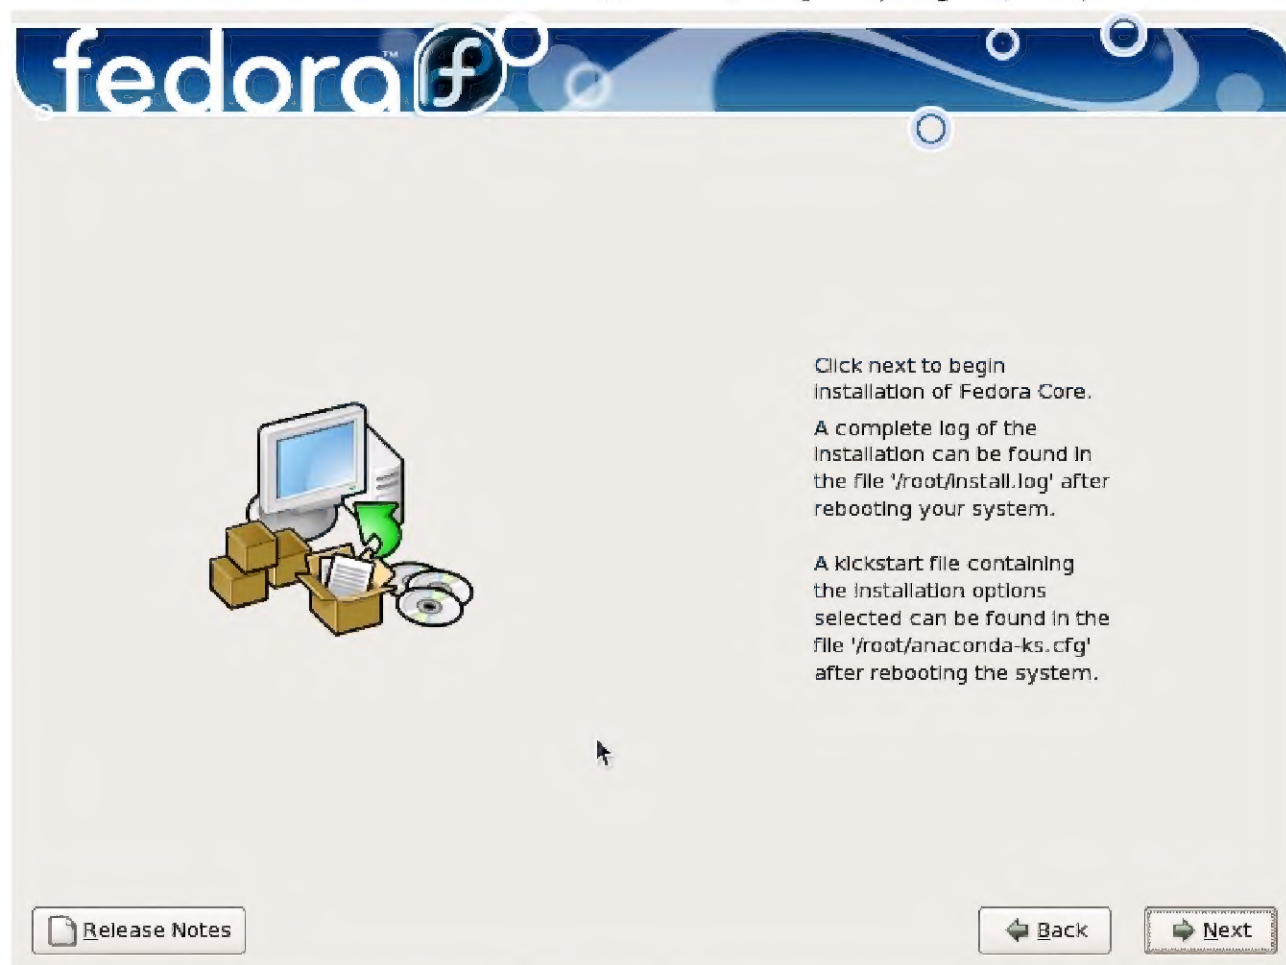 fedora™ f
Click next to begin
installation of Fedora Core.
A complete log of the
installation can be found in
the file '/root/install.log' after
rebooting your system.
A kickstart file containing
the installation options
selected can be found in the
file '/root/anaconda-ks.cfg'
after rebooting the system.
Release Notes
Back
Next